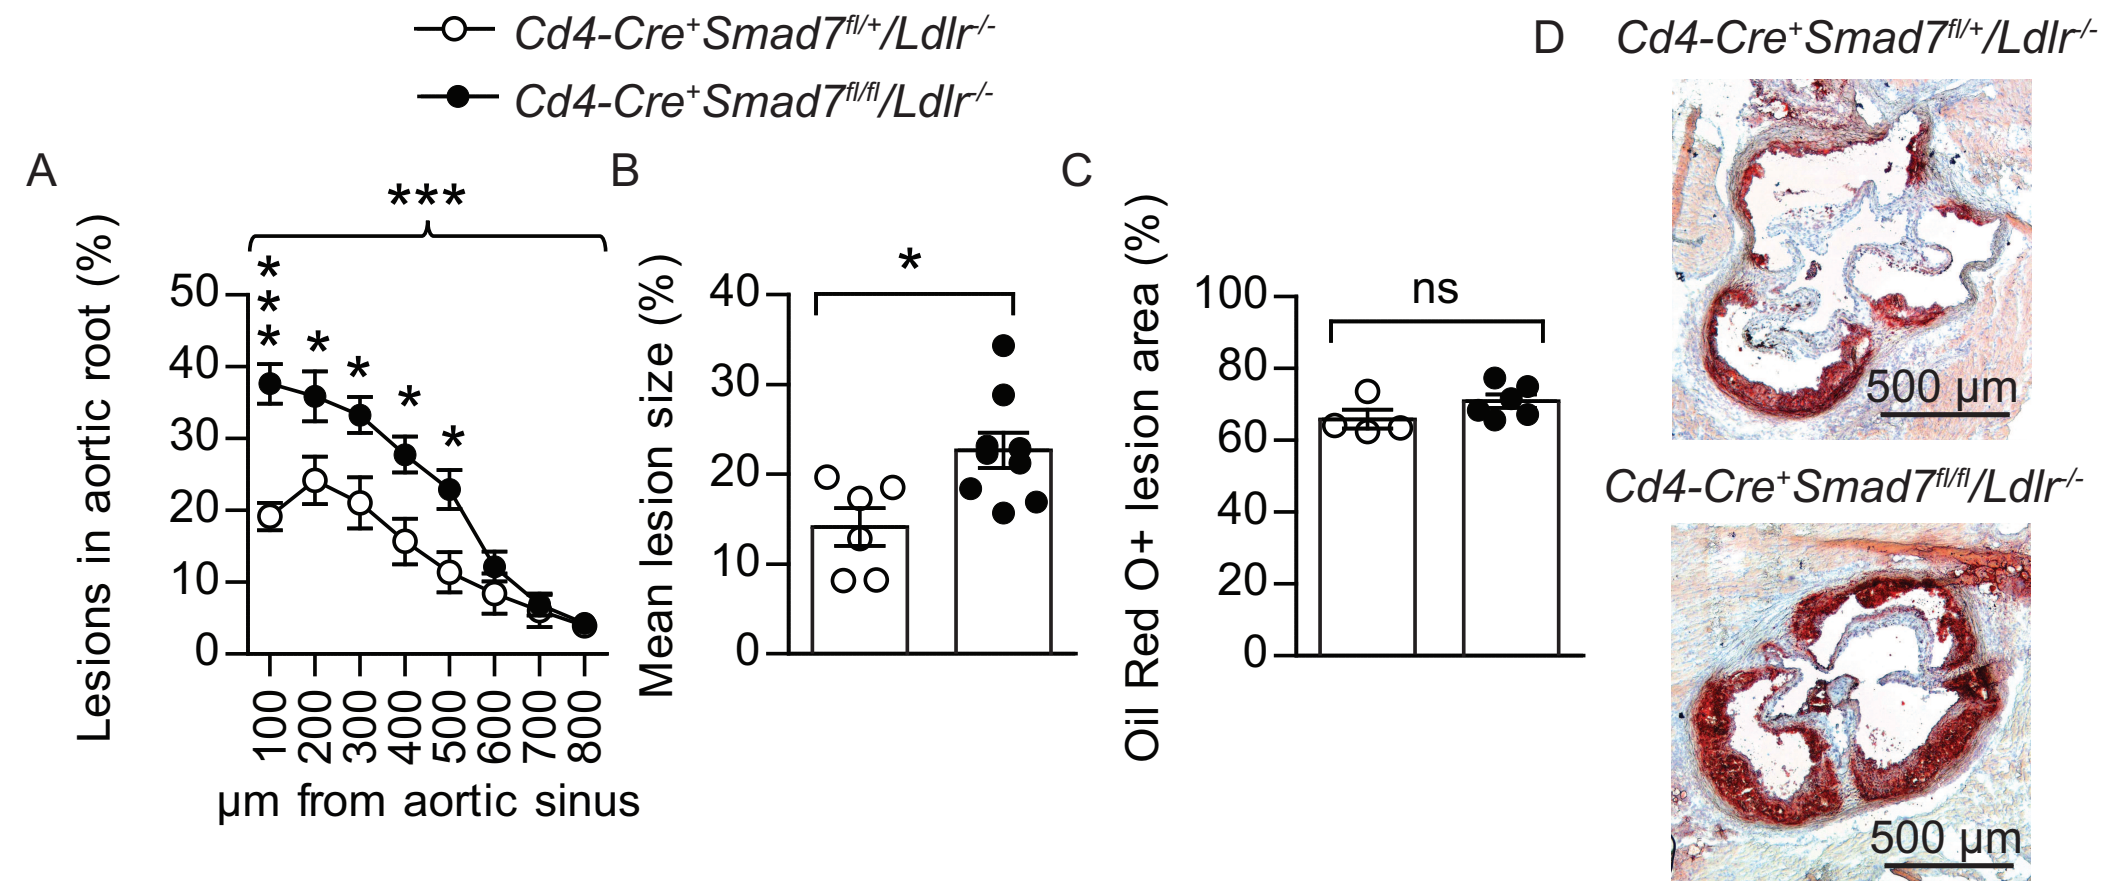 Cd4-Cre+Smad7fl/+/Ldlr-/-
Cd4-Cre+Smad7fl/fl/Ldlr-/-
A
Lesions in aortic root (%)
***
* * *
*
*
*
*
50
40
30
20
10
0
100
200
300
400
500
600
700
800
µm from aortic sinus
B
Mean lesion size (%)
*
40
30
20
10
0
C
Oil Red O+ lesion area (%)
ns
100
80
60
40
20
0
D
Cd4-Cre+Smad7fl/+/Ldlr-/-
500 µm
Cd4-Cre+Smad7fl/fl/Ldlr-/-
500 µm